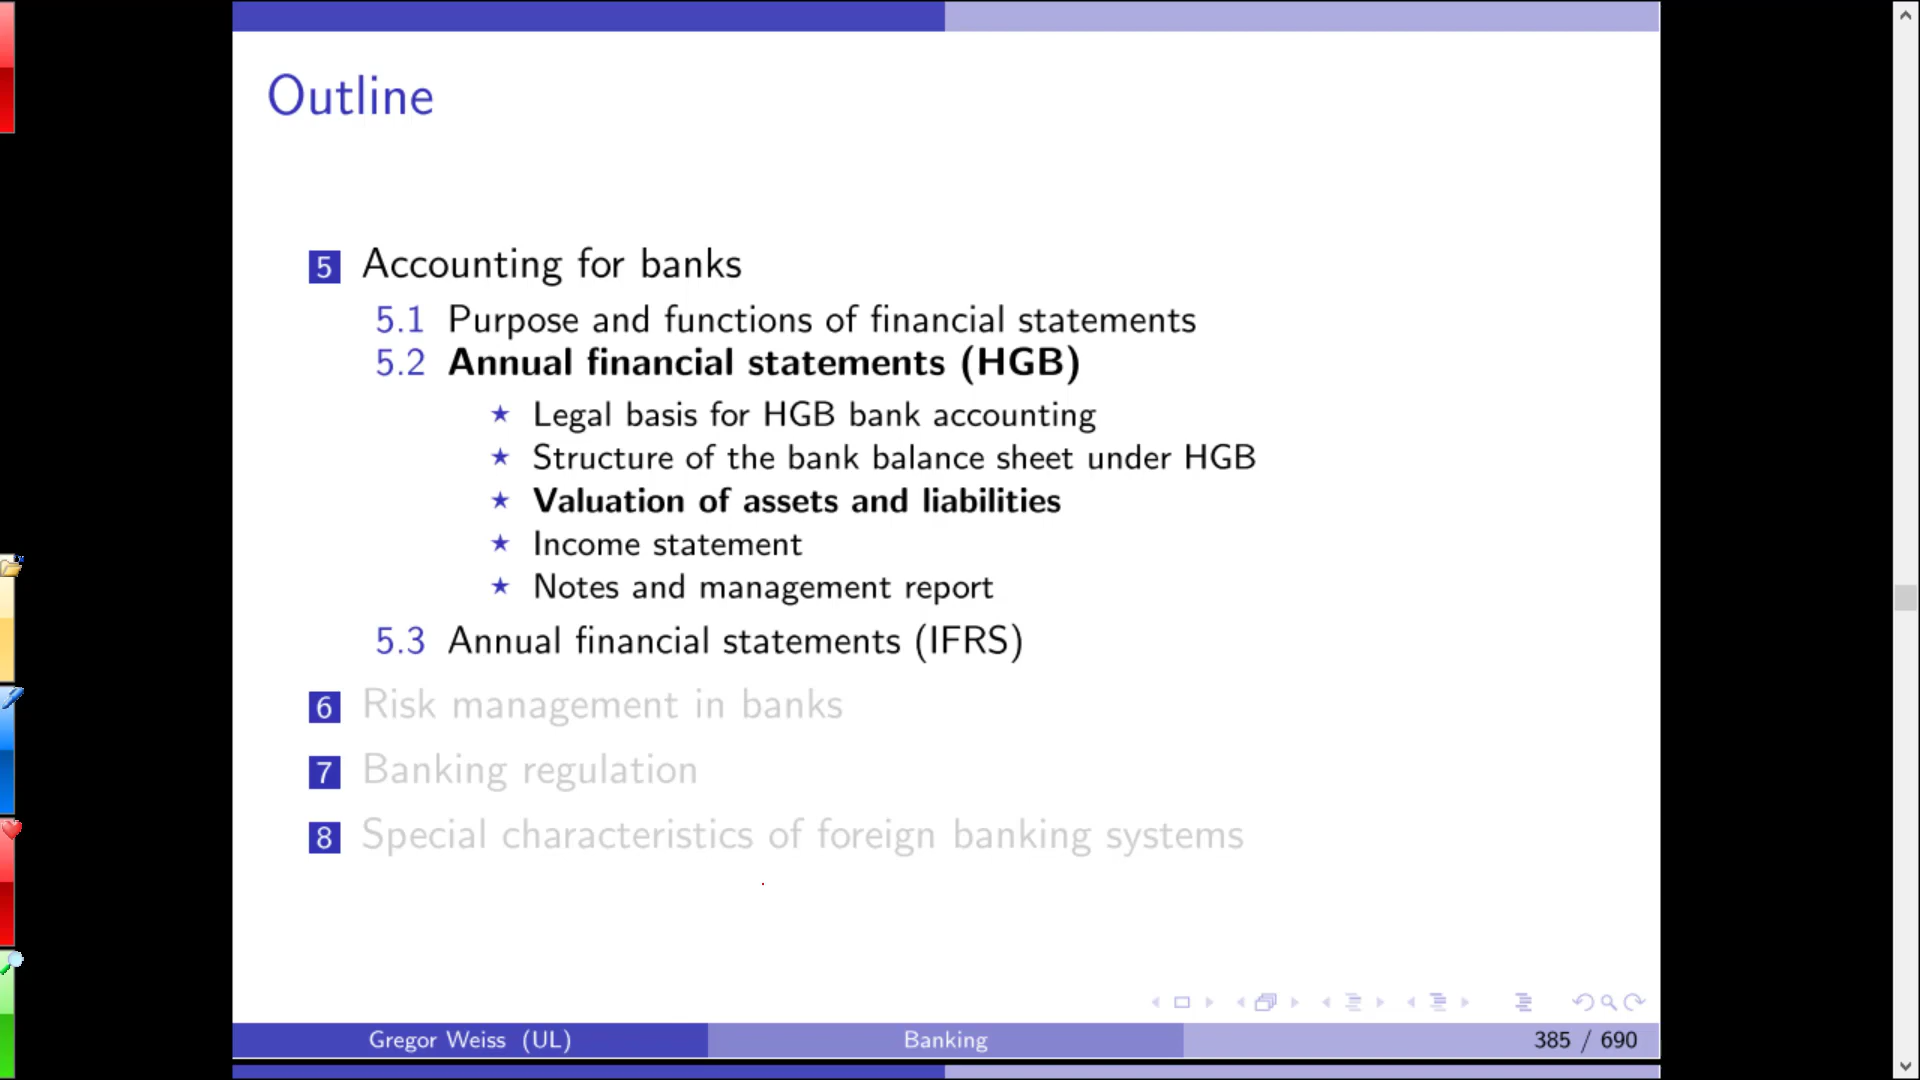 Outline
5 Accounting for banks
5.1 Purpose and functions of financial statements
5.2 Annual financial statements (HGB)
★ Legal basis for HGB bank accounting
★ Structure of the bank balance sheet under HGB
★ Valuation of assets and liabilities
★ Income statement
★ Notes and management report
5.3 Annual financial statements (IFRS)
6 Risk management in banks
7 Banking regulation
8 Special characteristics of foreign banking systems
Gregor Weiss (UL) Banking 385 / 690